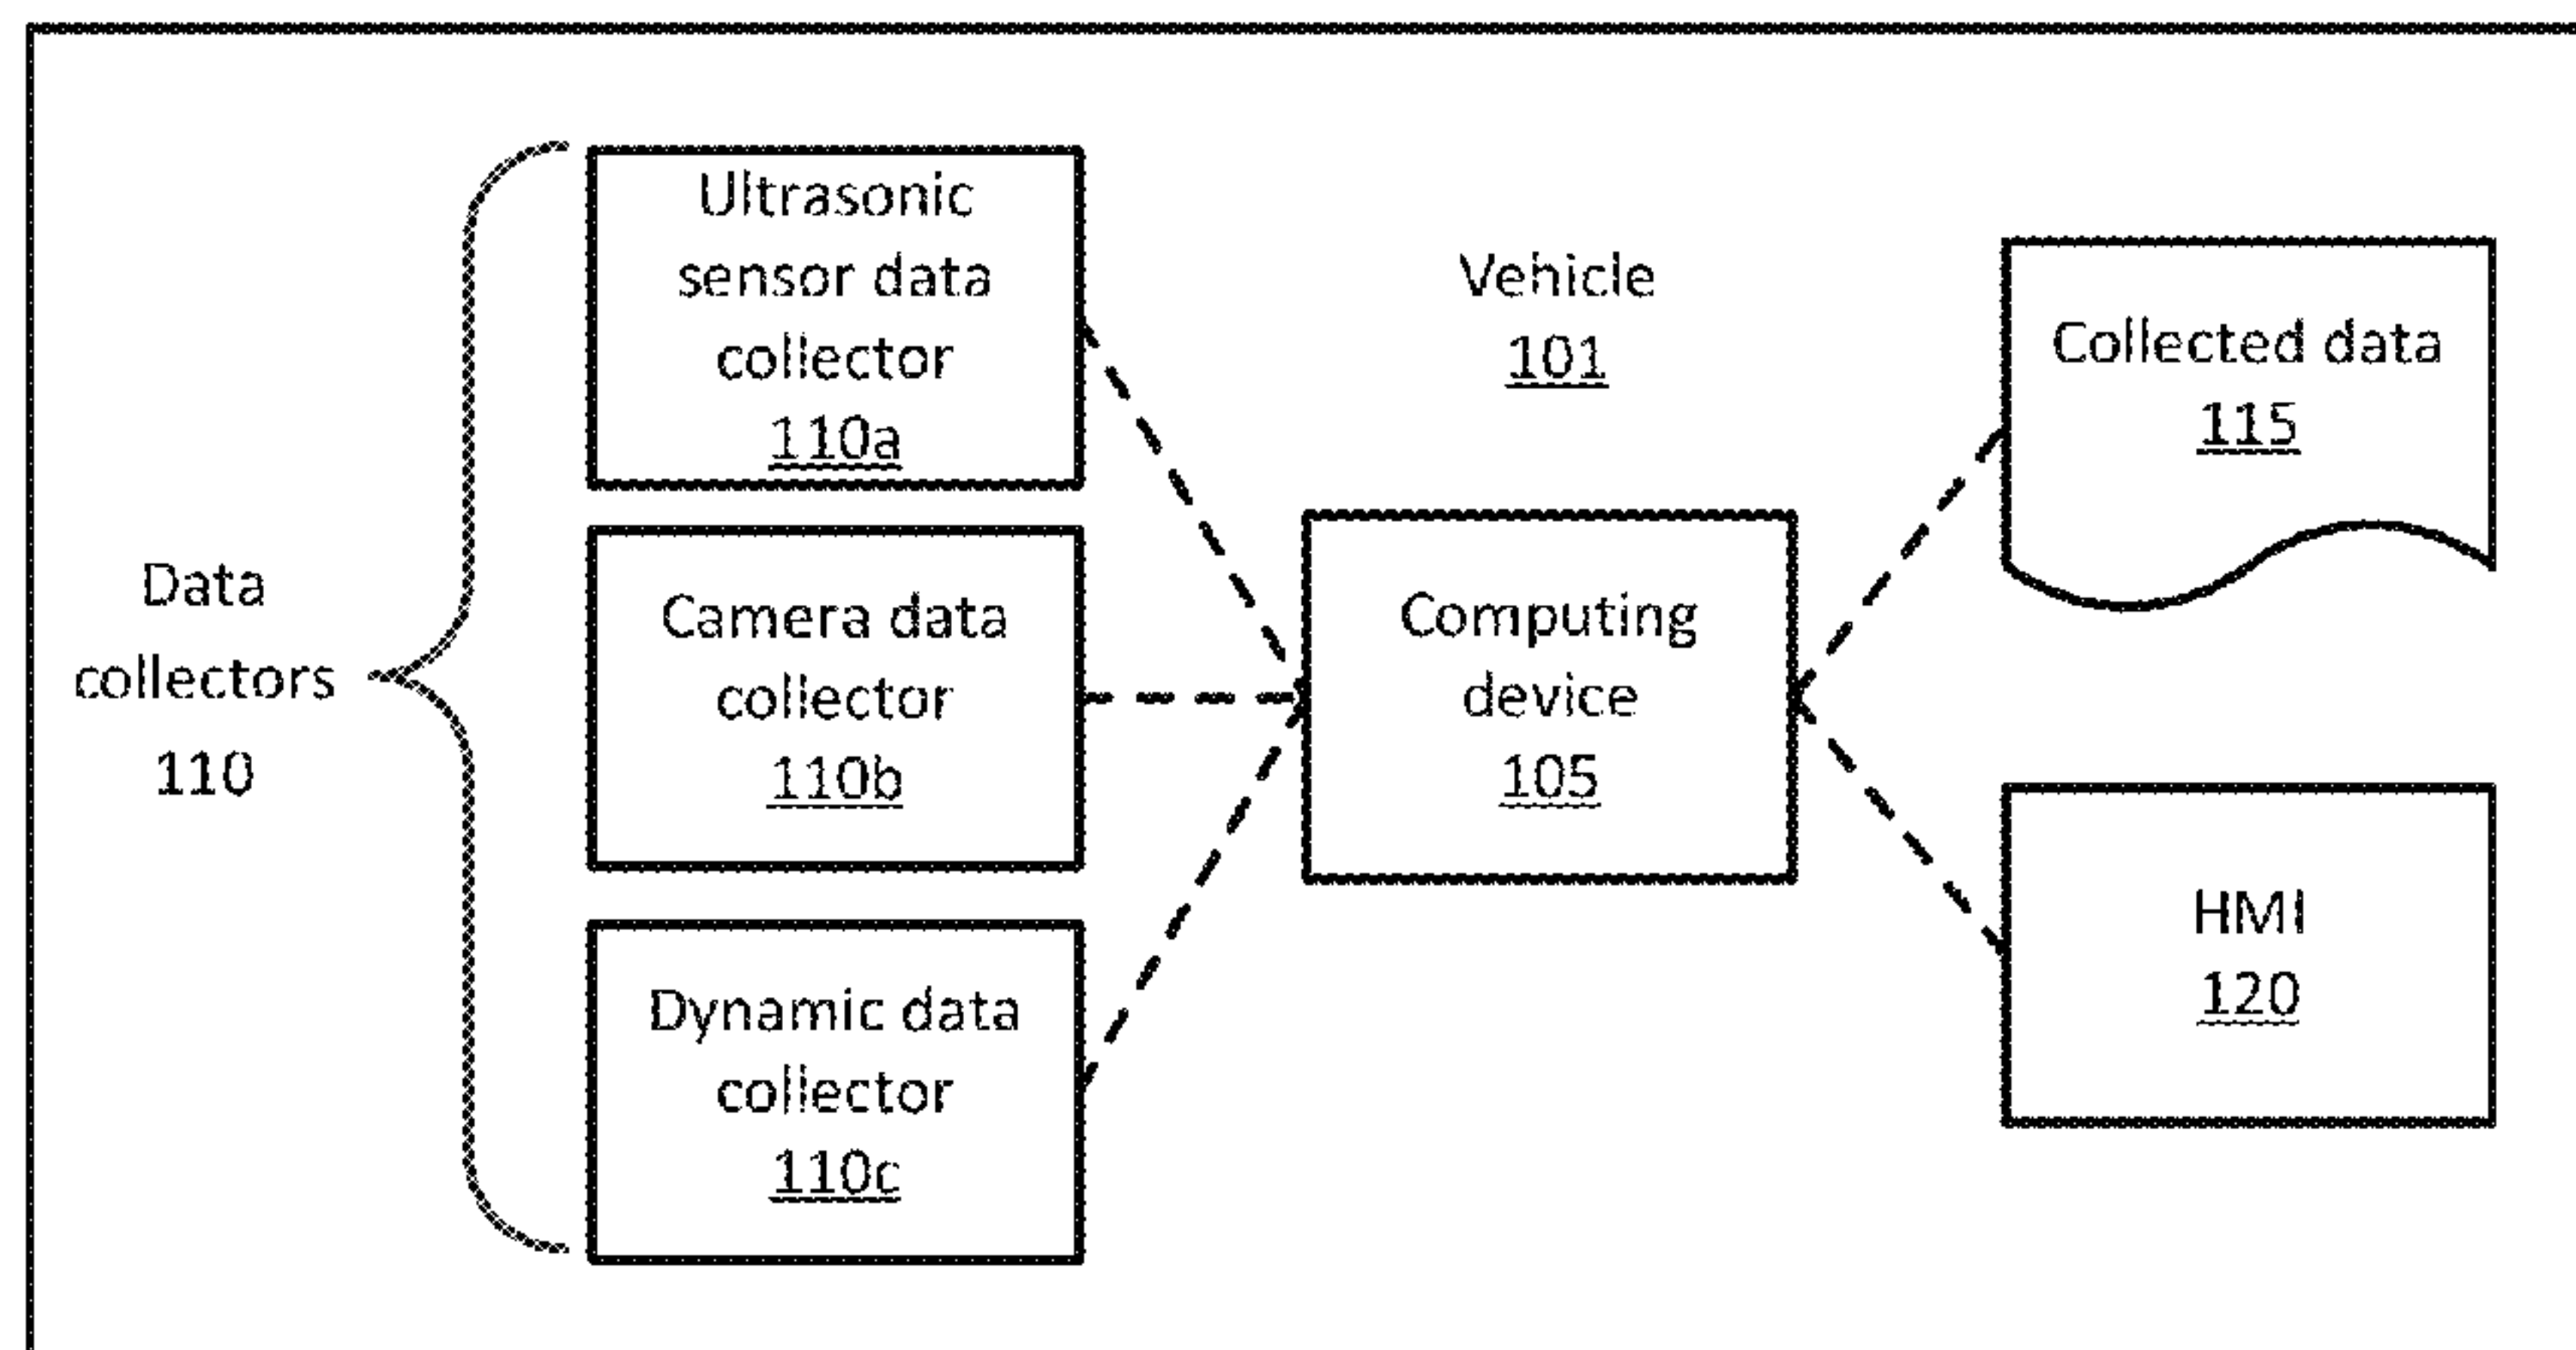 Data
collectors
110
Ultrasonic
sensor data
collector
110a
Camera data
collector
110b
Dynamic data
collector
110c
Vehicle
101
Computing
device
105
Collected data
115
HMI
120